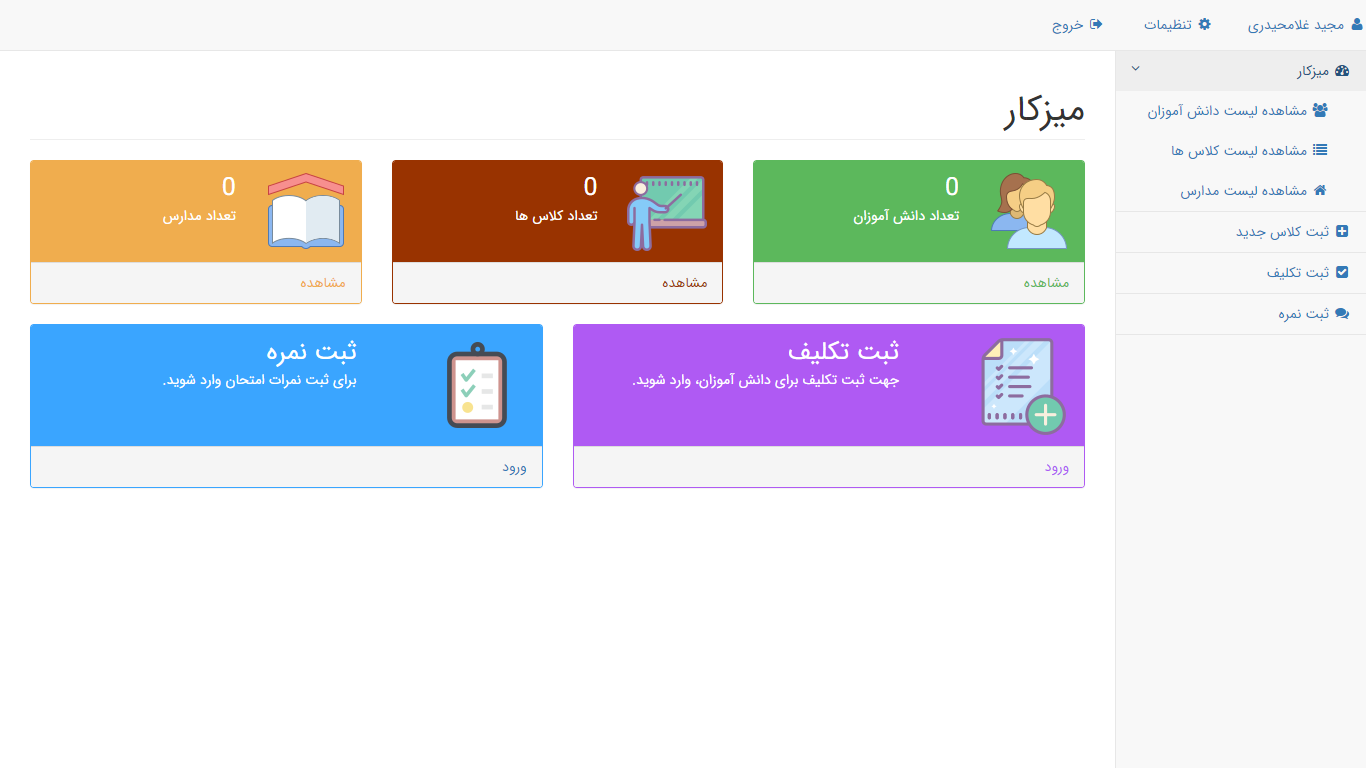 مجید غلامحیدری
تنظیمات
خروج
میزکار
مشاهده لیست دانش آموزان
مشاهده لیست کلاس ها
مشاهده لیست مدارس
ثبت کلاس جدید
ثبت تکلیف
ثبت نمره
میزکار
0
تعداد دانش آموزان
مشاهده
0
تعداد کلاس ها
مشاهده
0
تعداد مدارس
مشاهده
ثبت تکلیف
جهت ثبت تکلیف برای دانش آموزان، وارد شوید.
ورود
ثبت نمره
برای ثبت نمرات امتحان وارد شوید.
ورود